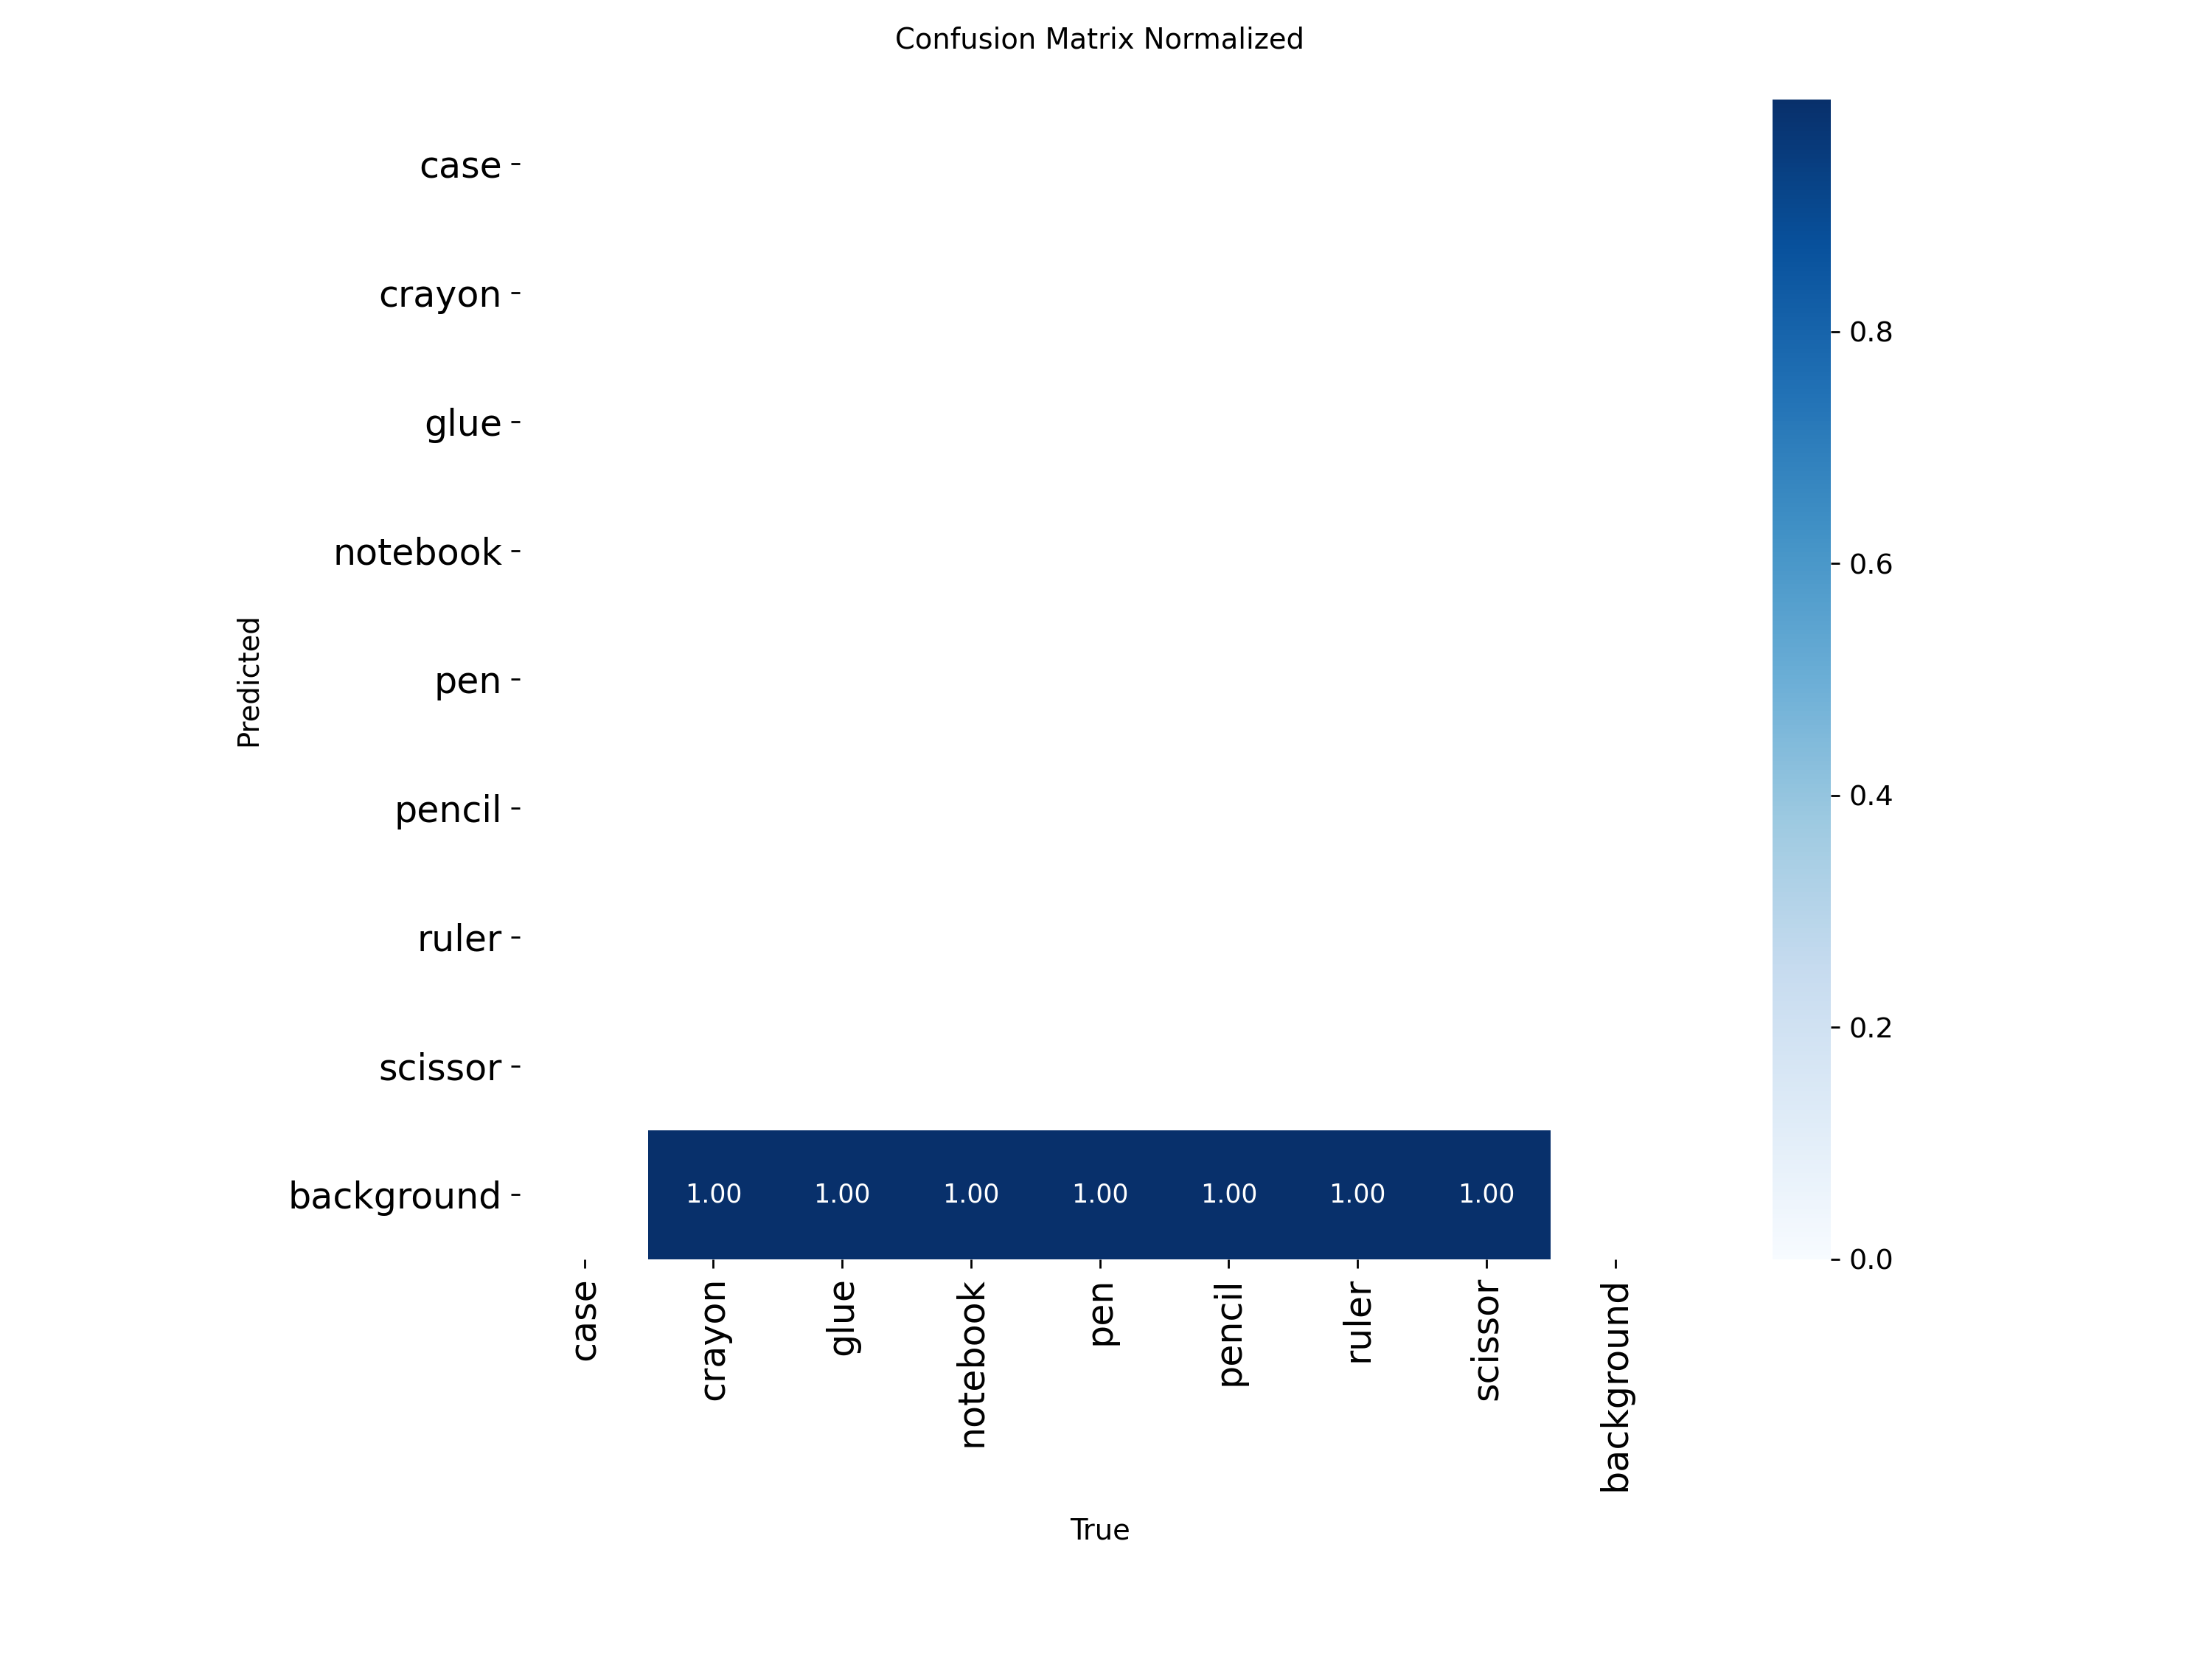 Confusion Matrix Normalized
case
crayon
glue
notebook
pen
pencil
ruler
scissor
background
Predicted
1.00 1.00 1.00 1.00 1.00 1.00 1.00
case crayon glue notebook pen pencil ruler scissor background
True
0.8
0.6
0.4
0.2
0.0